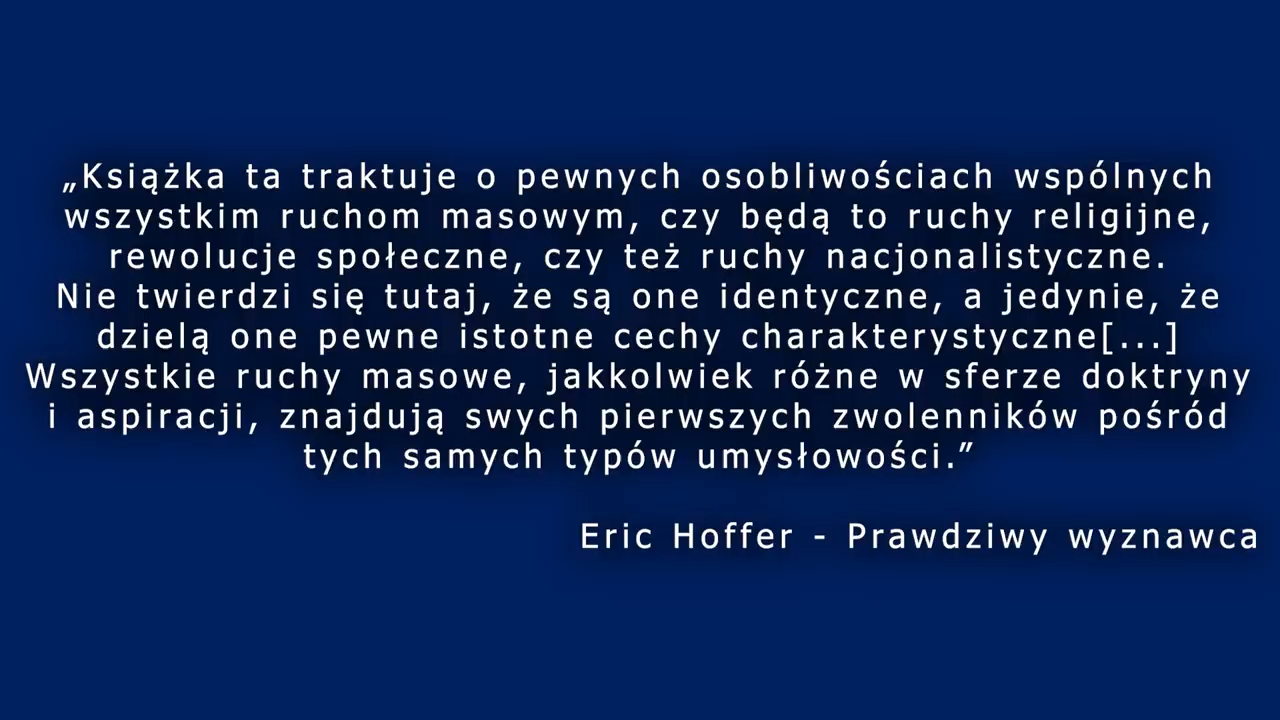 „Książka ta traktuje o pewnych osobliwościach wspólnych
wszystkim ruchom masowym, czy będą to ruchy religijne,
rewolucje społeczne, czy też ruchy nacjonalistyczne.
Nie twierdzi się tutaj, że są one identyczne, a jedynie, że
dzielą one pewne istotne cechy charakterystyczne[...]
Wszystkie ruchy masowe, jakkolwiek różne w sferze doktryny
i aspiracji, znajdują swych pierwszych zwolenników pośród
tych samych typów umysłowości.”
Eric Hoffer - Prawdziwy wyznawca